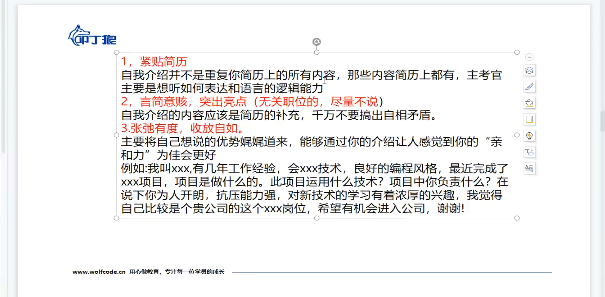 叩丁狼
1，紧贴简历
自我介绍并不是重复你简历上的所有内容，那些内容简历上都有，主考官
主要是想听如何表达和语言的逻辑能力
2，言简意赅，突出亮点（无关职位的，尽量不说）
自我介绍的内容应该是简历的补充，千万不要搞出自相矛盾。
3.张弛有度，收放自如。
主要将自己想说的优势娓娓道来，能够通过你的介绍让人感觉到你的“亲
和力”为佳会更好
例如:我叫xxx,有几年工作经验，会xxx技术，良好的编程风格，最近完成了
xxx项目，项目是做什么的。此项目运用什么技术？项目中你负责什么？在
说下你为人开朗，抗压能力强，对新技术的学习有着浓厚的兴趣，我觉得
自己比较是个贵公司的这个xxx岗位，希望有机会进入公司，谢谢!
www.wolfcode.cn 用心做教育，专注每一位学员的成长